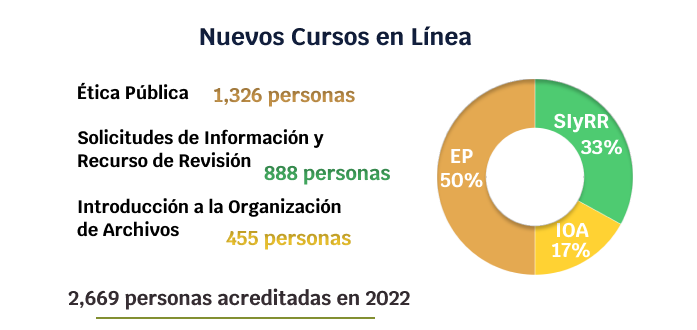 Nuevos Cursos en Línea
Ética Pública 1,326 personas
Solicitudes de Información y
Recurso de Revisión 888 personas
Introducción a la Organización
de Archivos 455 personas
2,669 personas acreditadas en 2022
SIyRR
33%
EP
50%
IOA
17%